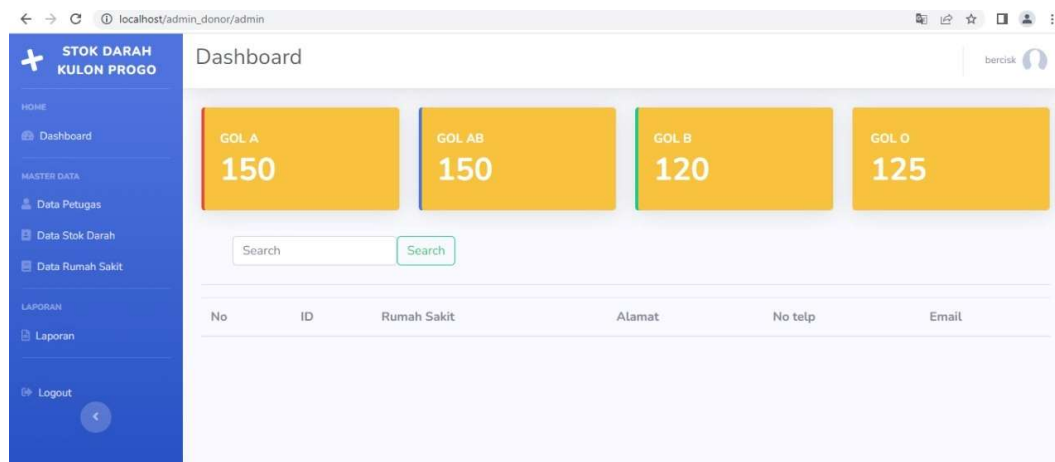 localhost/admin_donor/admin
STOK DARAH
KULON PROGO
HOME
Dashboard
MASTER DATA
Data Petugas
Data Stok Darah
Data Rumah Sakit
LAPORAN
Laporan
Logout
Dashboard
bercisk
GOL A
150
GOL AB
150
GOL B
120
GOL O
125
Search Search
No ID Rumah Sakit Alamat No telp Email